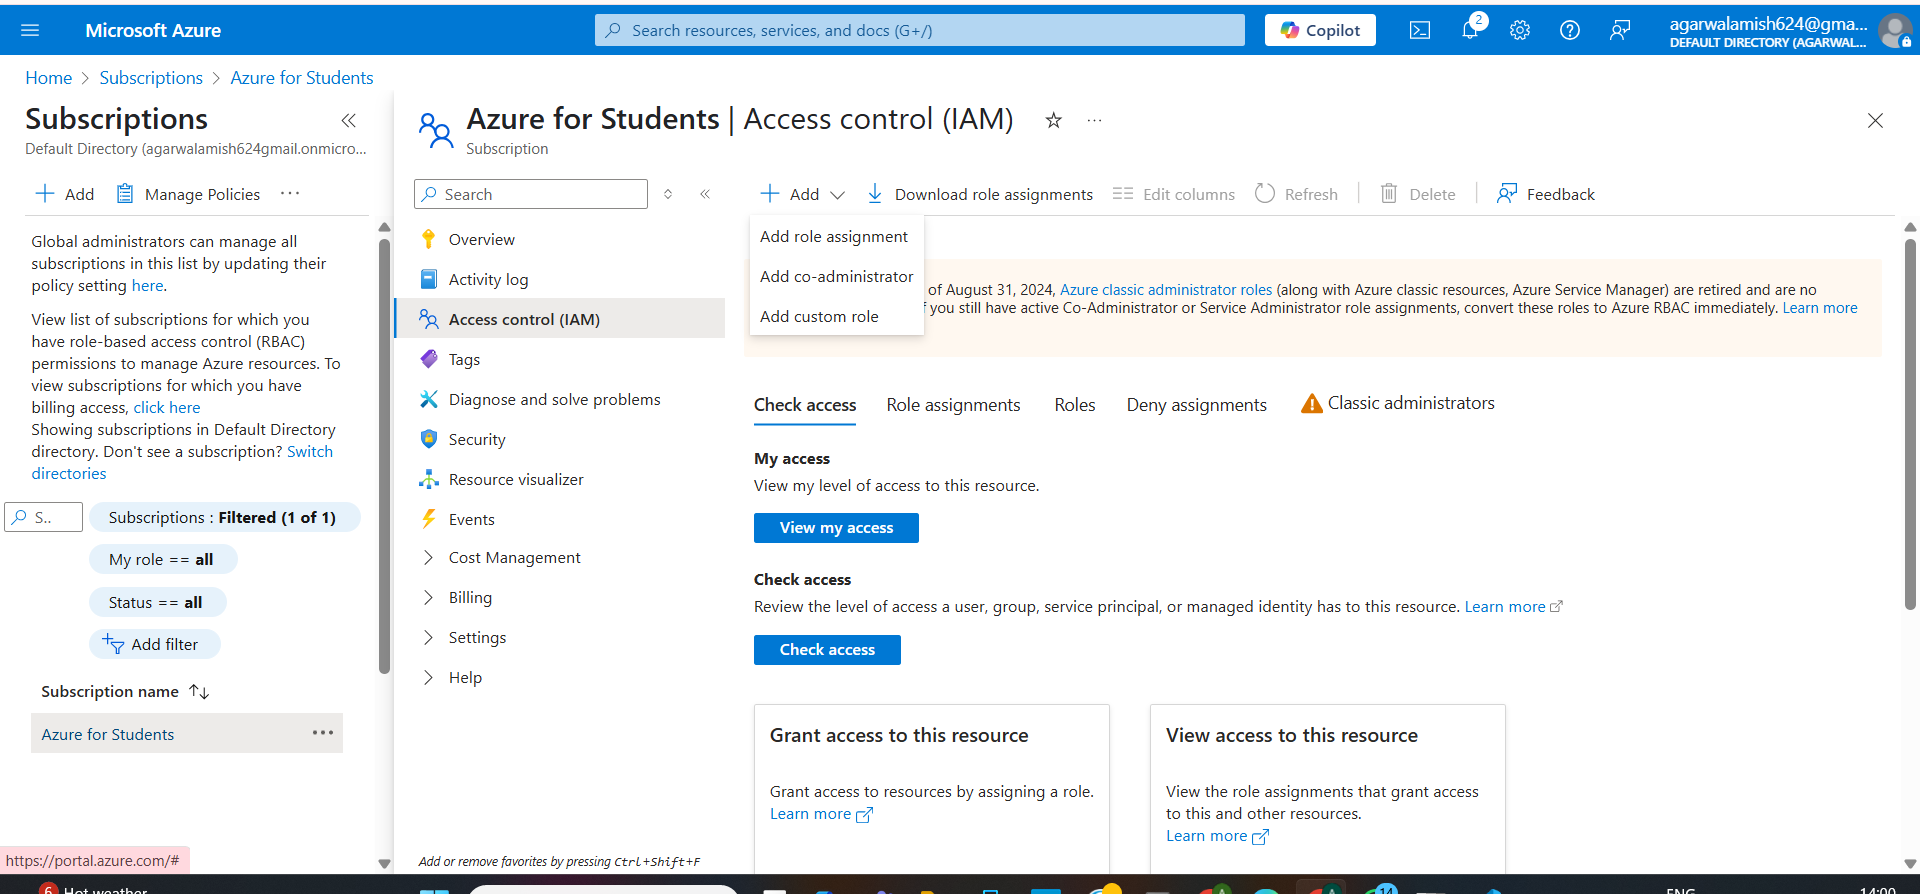 Microsoft Azure
Search resources, services, and docs (G+/)
Copilot
2
agarwalamish624@gma...
DEFAULT DIRECTORY (AGARWAL...
Home > Subscriptions > Azure for Students
Subscriptions
Default Directory (agarwalamish624gmail.onmicro...
Add
Manage Policies
...
Global administrators can manage all
subscriptions in this list by updating their
policy setting here.
View list of subscriptions for which you
have role-based access control (RBAC)
permissions to manage Azure resources. To
view subscriptions for which you have
billing access, click here
Showing subscriptions in Default Directory
directory. Don't see a subscription? Switch
directories
S..
Subscriptions : Filtered (1 of 1)
My role == all
Status == all
Add filter
Subscription name
Azure for Students
...
https://portal.azure.com/#
Azure for Students | Access control (IAM)
...
Subscription
Search
Overview
Activity log
Access control (IAM)
Tags
Diagnose and solve problems
Security
Resource visualizer
Events
Cost Management
Billing
Settings
Help
Add or remove favorites by pressing Ctrl+Shift+F
Add
Download role assignments
Edit columns
Refresh
Delete
Feedback
Add role assignment
Add co-administrator
Add custom role
of August 31, 2024, Azure classic administrator roles (along with Azure classic resources, Azure Service Manager) are retired and are no
f you still have active Co-Administrator or Service Administrator role assignments, convert these roles to Azure RBAC immediately. Learn more
Check access
Role assignments
Roles
Deny assignments
Classic administrators
My access
View my level of access to this resource.
View my access
Check access
Review the level of access a user, group, service principal, or managed identity has to this resource. Learn more
Check access
Grant access to this resource
Grant access to resources by assigning a role.
Learn more
View access to this resource
View the role assignments that grant access
to this and other resources.
Learn more
6
Hot weather
14
ENG
14:00